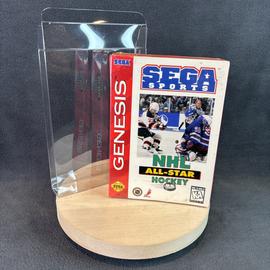 SEGA
SPORTS
GENESIS
NHL
ALL-STAR
HOCKEY
SEGA